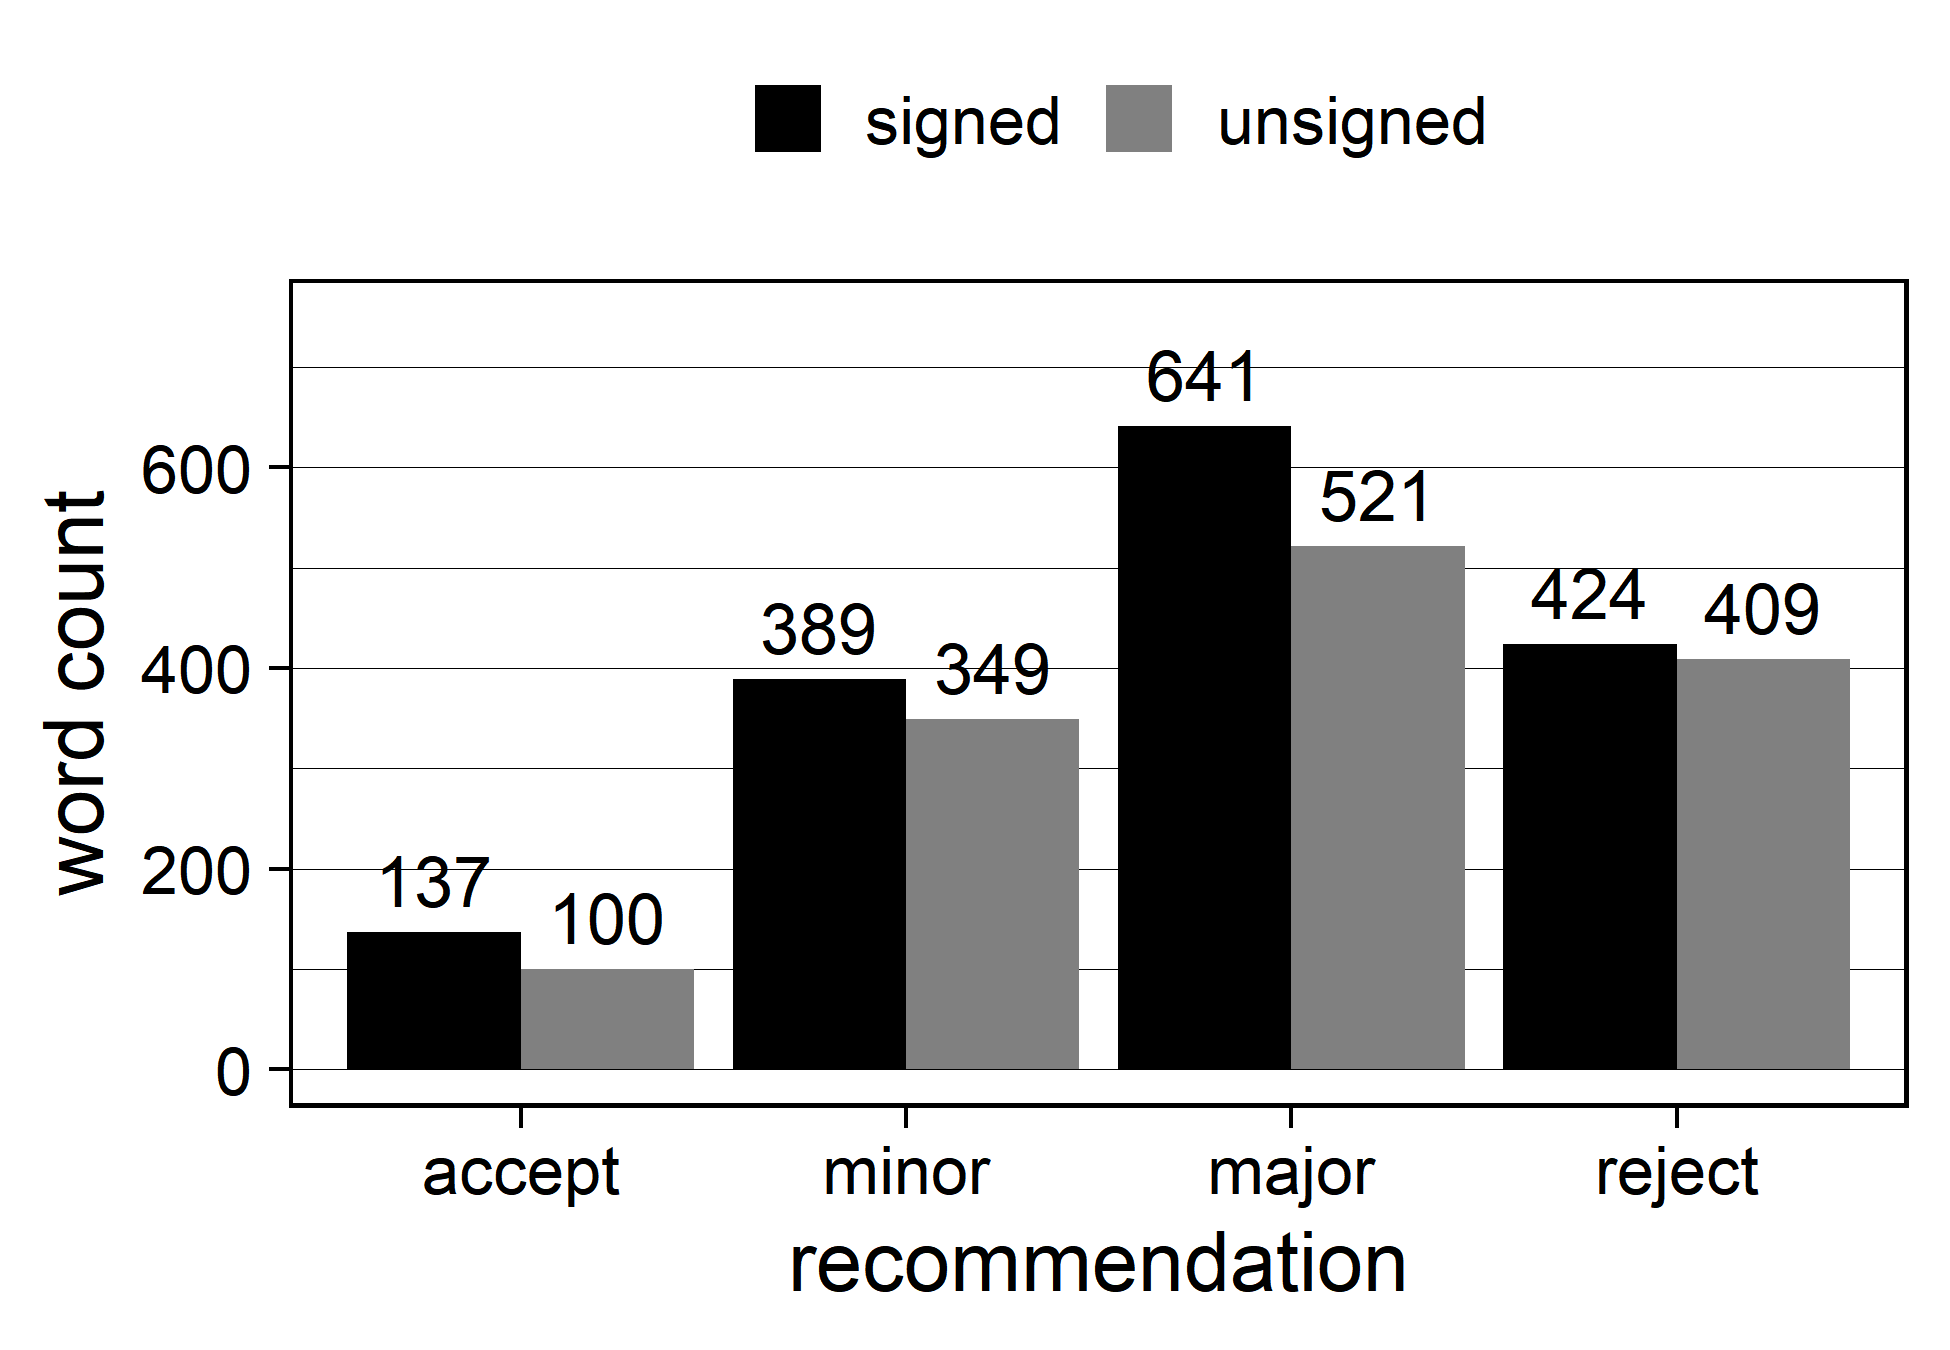 signed unsigned
word count
600
400
200
0
137 100 389 349 641 521 424 409
accept minor major reject
recommendation